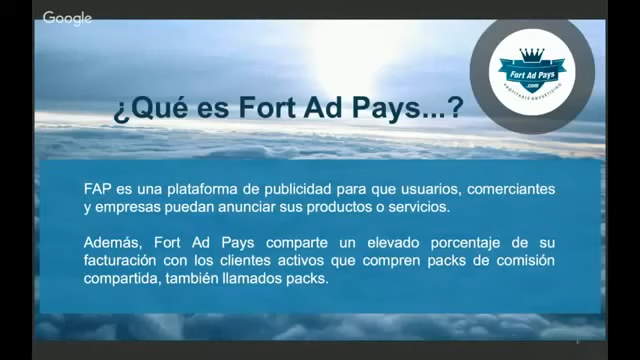 Google
Fort Ad Pays
.com
¿Qué es Fort Ad Pays...?
FAP es una plataforma de publicidad para que usuarios, comerciantes
y empresas puedan anunciar sus productos o servicios.
Además, Fort Ad Pays comparte un elevado porcentaje de su
facturación con los clientes activos que compren packs de comisión
compartida, también llamados packs.